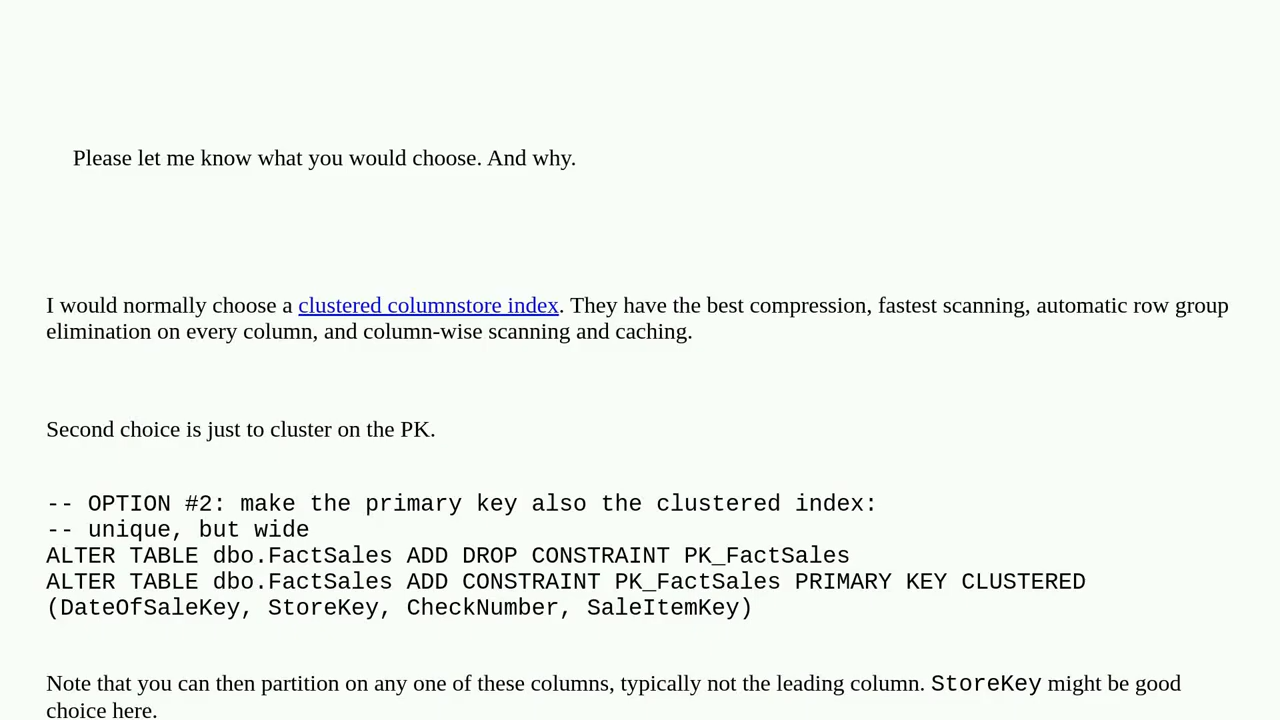 Please let me know what you would choose. And why.
I would normally choose a clustered columnstore index. They have the best compression, fastest scanning, automatic row group
elimination on every column, and column-wise scanning and caching.
Second choice is just to cluster on the PK.
-- OPTION #2: make the primary key also the clustered index:
-- unique, but wide
ALTER TABLE dbo.FactSales ADD DROP CONSTRAINT PK_FactSales
ALTER TABLE dbo.FactSales ADD CONSTRAINT PK_FactSales PRIMARY KEY CLUSTERED
(DateOfSaleKey, StoreKey, CheckNumber, SaleItemKey)
Note that you can then partition on any one of these columns, typically not the leading column. StoreKey might be good
choice here.